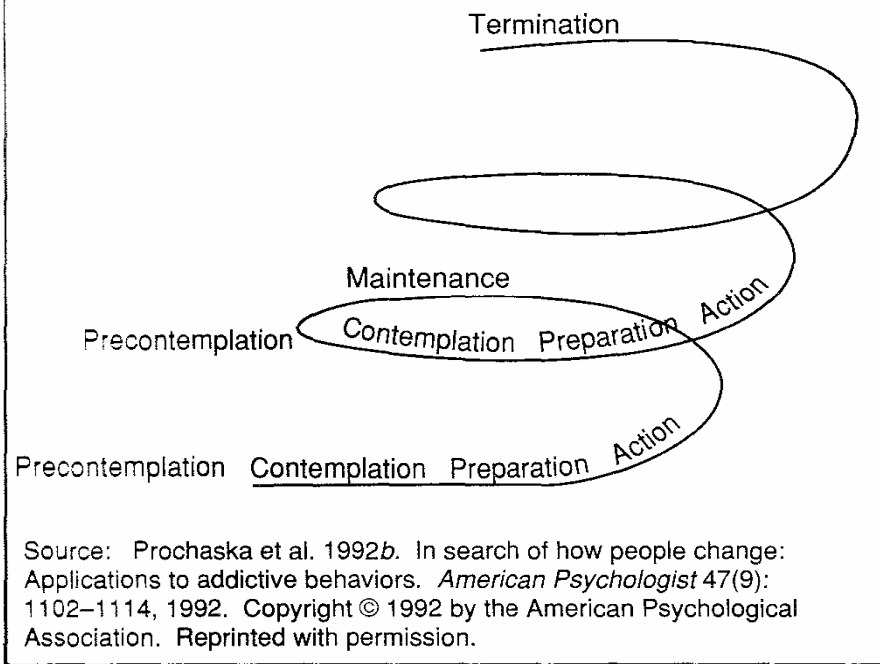 Termination
Maintenance
Precontemplation Contemplation Preparation Action
Precontemplation Contemplation Preparation Action
Source: Prochaska et al. 1992b. In search of how people change:
Applications to addictive behaviors. American Psychologist 47(9):
1102–1114, 1992. Copyright © 1992 by the American Psychological
Association. Reprinted with permission.